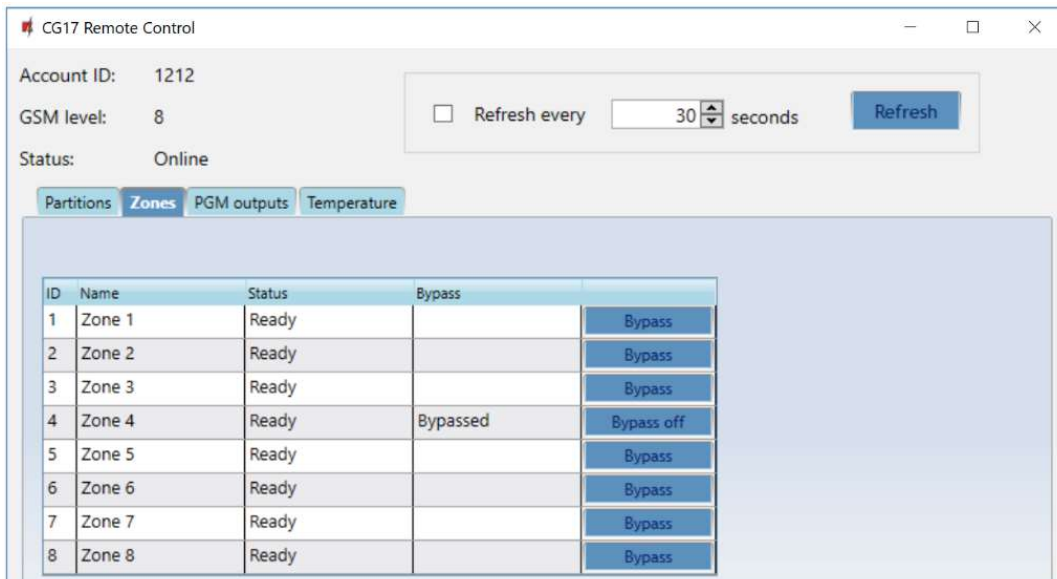 CG17 Remote Control
Account ID: 1212
GSM level: 8
Refresh every 30 seconds Refresh
Status: Online
Partitions Zones PGM outputs Temperature
ID Name Status Bypass
1 Zone 1 Ready Bypass
2 Zone 2 Ready Bypass
3 Zone 3 Ready Bypass
4 Zone 4 Ready Bypassed Bypass off
5 Zone 5 Ready Bypass
6 Zone 6 Ready Bypass
7 Zone 7 Ready Bypass
8 Zone 8 Ready Bypass